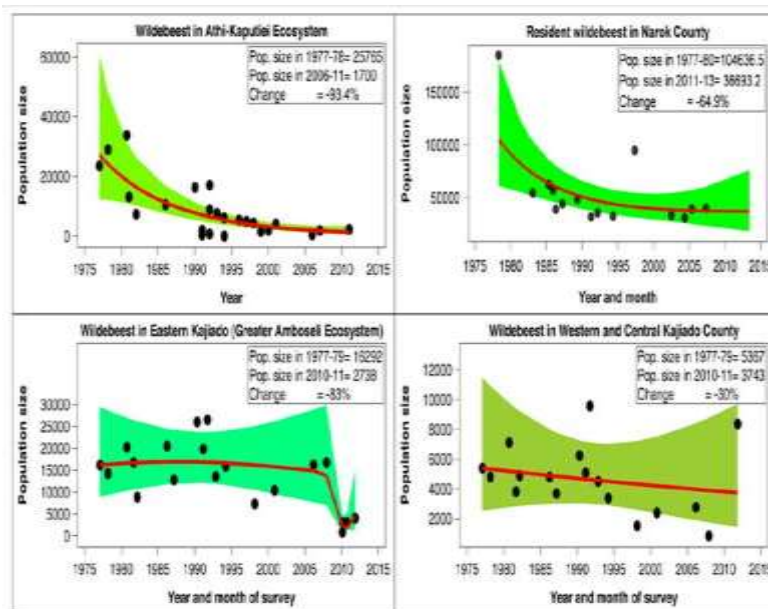 Wildebeest in Athi-Kaputiei Ecosystem
Pop. size in 1977-78= 25765
Pop. size in 2006-11= 1700
Change = -93.4%
60000
40000
20000
0
Population size
1975 1980 1985 1990 1995 2000 2005 2010 2015
Year
Resident wildebeest in Narok County
Pop. size in 1977-80=104636.5
Pop. size in 2011-13= 36693.2
Change = -64.9%
150000
100000
50000
Population size
1975 1980 1985 1990 1995 2000 2005 2010 2015
Year and month
Wildebeest in Eastern Kajiado (Greater Amboseli Ecosystem)
Pop. size in 1977-79= 16292
Pop. size in 2010-11= 2738
Change = -83%
30000
25000
20000
15000
10000
5000
0
Population size
1975 1980 1985 1990 1995 2000 2005 2010 2015
Year and month of survey
Wildebeest in Western and Central Kajiado County
Pop. size in 1977-79= 5367
Pop. size in 2010-11= 3743
Change = -30%
12000
10000
8000
6000
4000
2000
Population size
1975 1980 1985 1990 1995 2000 2005 2010 2015
Year and month of survey